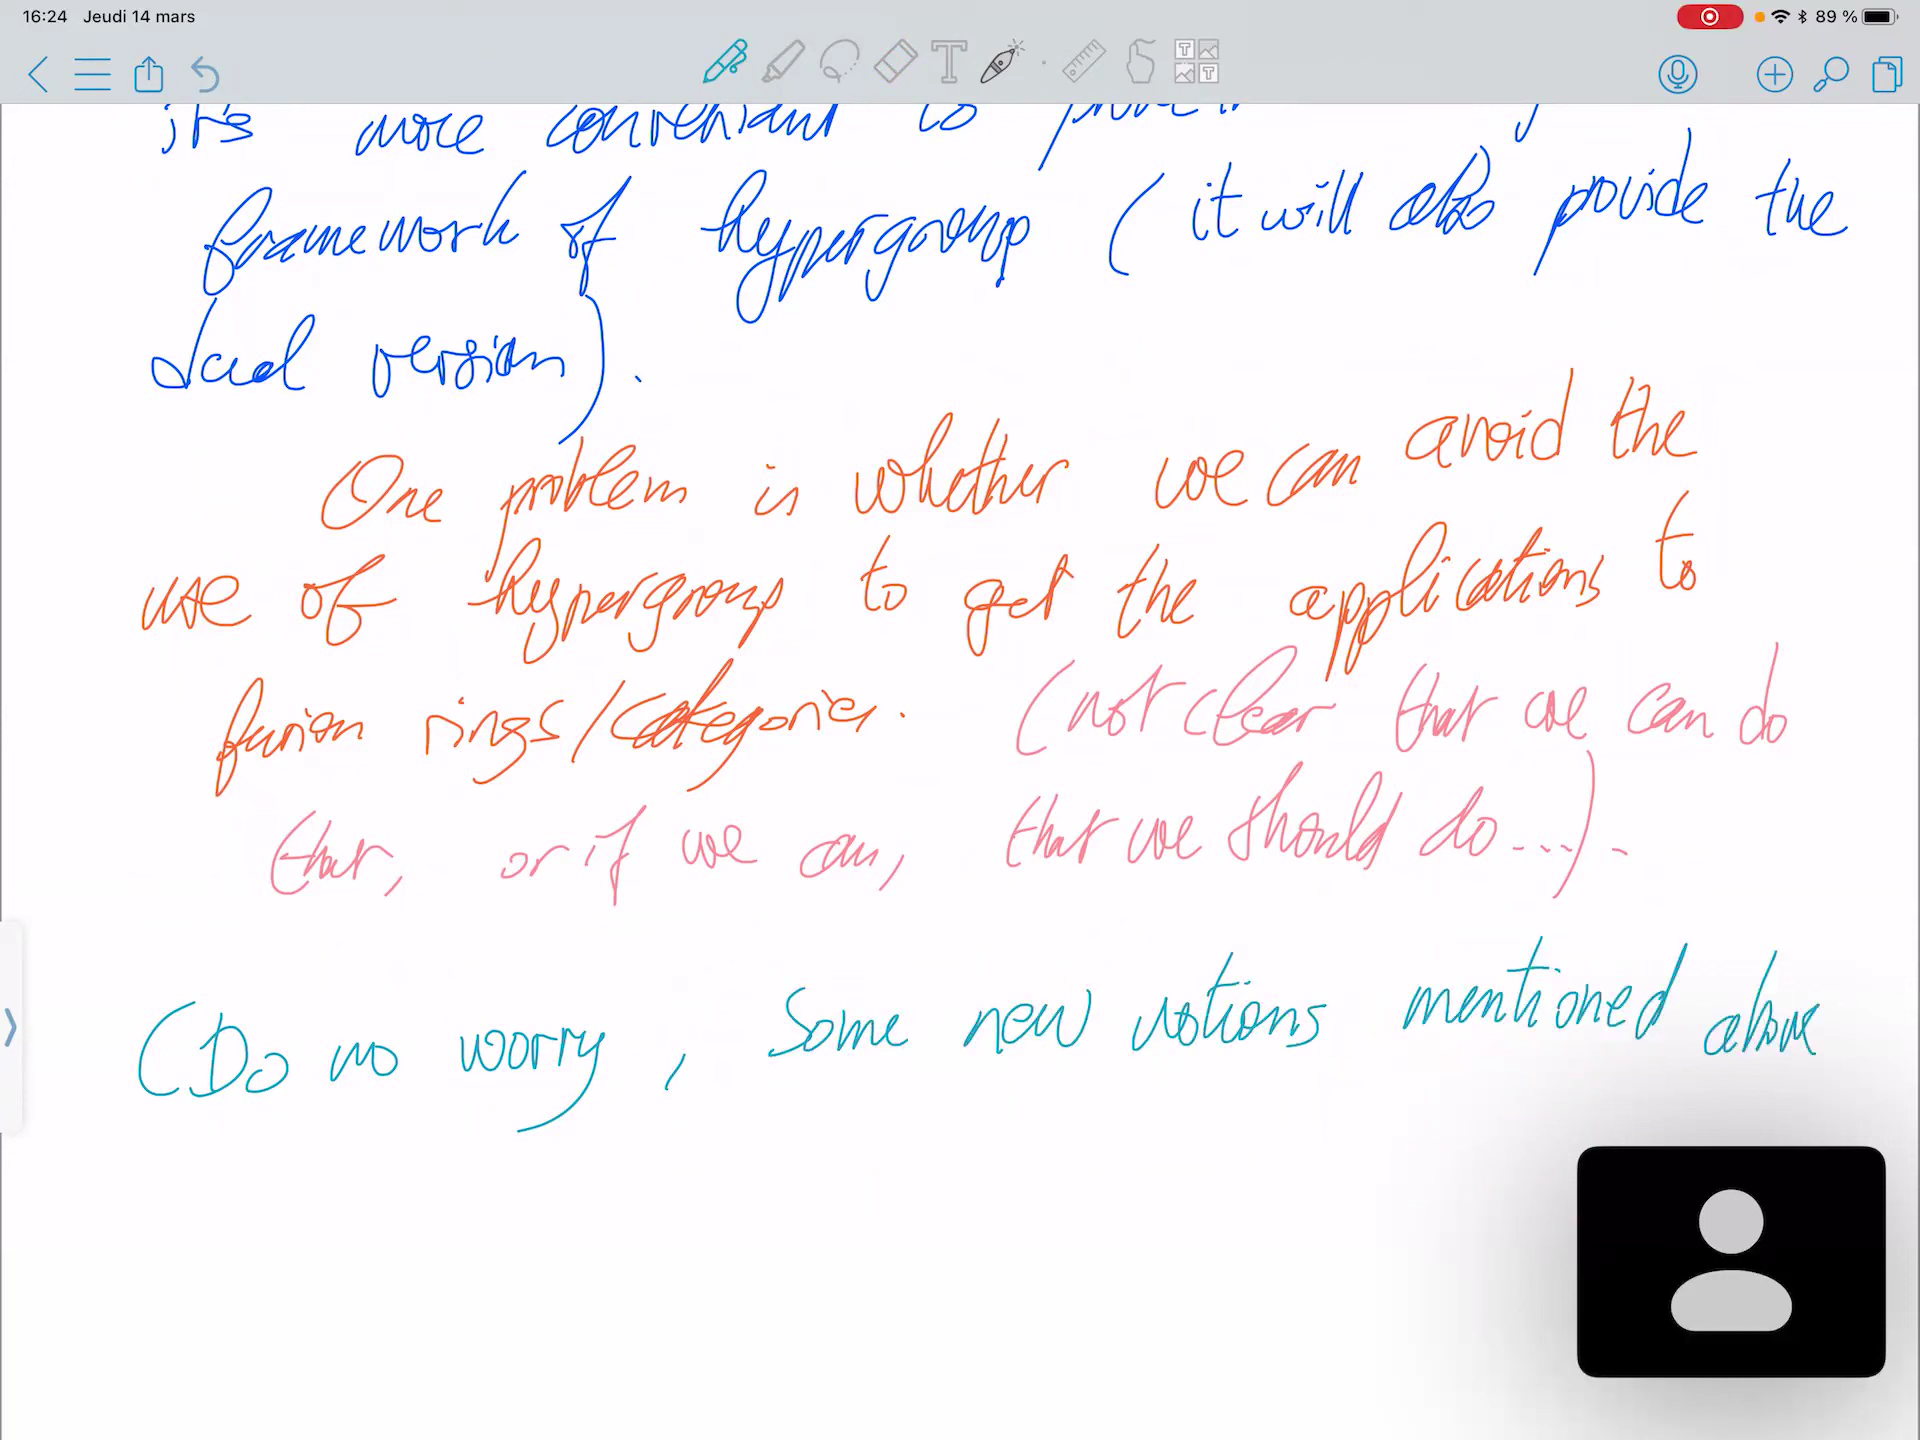 16:24 Jeudi 14 mars
89 %
it's more convenient to
framework of hypergroup ( it will also provide the
dual version).
One problem is whether we can avoid the
use of hypergroup to get the applications to
fusion rings/categories. (not clear that we can do
that, or if we can, that we should do...).
(Do no worry, Some new notions mentioned above